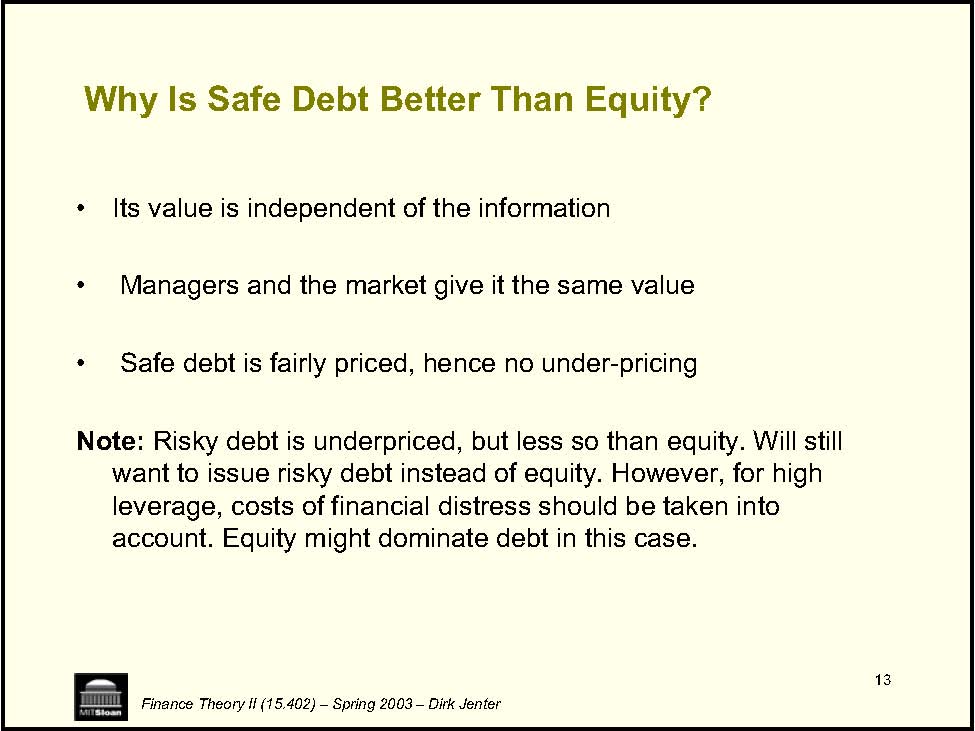 Why Is Safe Debt Better Than Equity?
• Its value is independent of the information
• Managers and the market give it the same value
• Safe debt is fairly priced, hence no under-pricing
Note: Risky debt is underpriced, but less so than equity. Will still
want to issue risky debt instead of equity. However, for high
leverage, costs of financial distress should be taken into
account. Equity might dominate debt in this case.
13
MITSloan
Finance Theory II (15.402) – Spring 2003 – Dirk Jenter